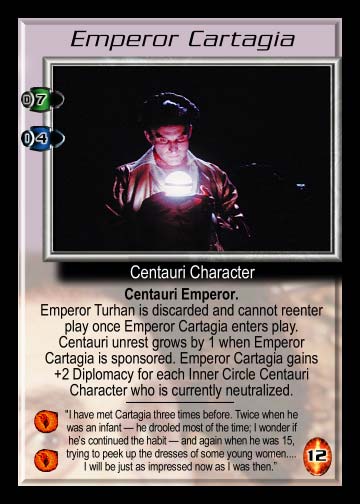 Emperor Cartagia
D 7
I 4
Centauri Character
Centauri Emperor.
Emperor Turhan is discarded and cannot reenter
play once Emperor Cartagia enters play.
Centauri unrest grows by 1 when Emperor
Cartagia is sponsored. Emperor Cartagia gains
+2 Diplomacy for each Inner Circle Centauri
Character who is currently neutralized.
"I have met Cartagia three times before. Twice when he
was an infant — he drooled most of the time; I wonder if
he's continued the habit — and again when he was 15,
trying to peek up the dresses of some young women....
I will be just as impressed now as I was then."
12